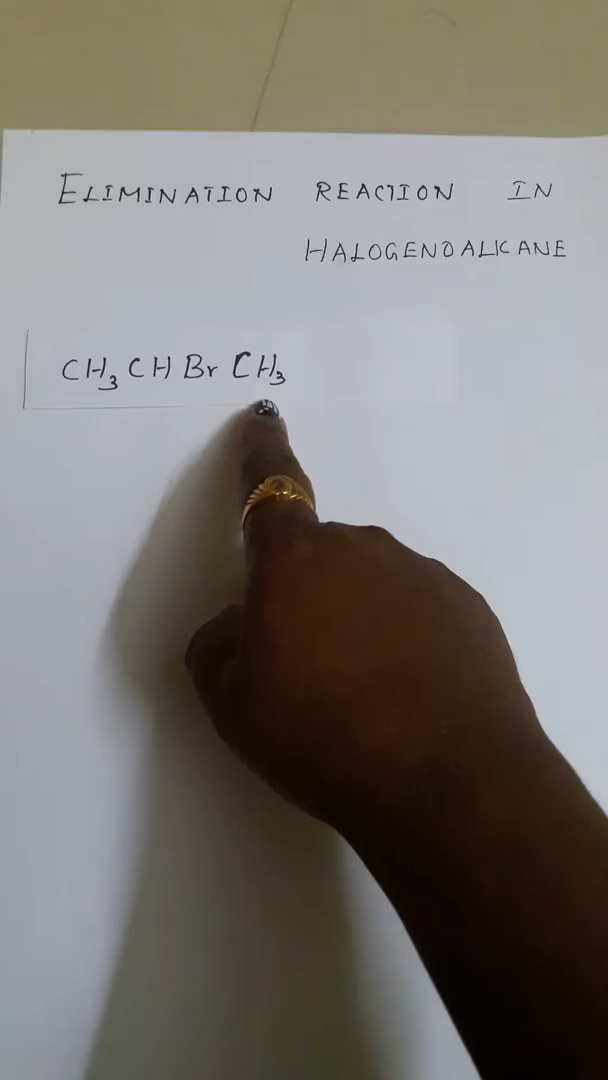 ELIMINATION REACTION IN
HALOGENOALKANE
CH₃ CH Br CH₃